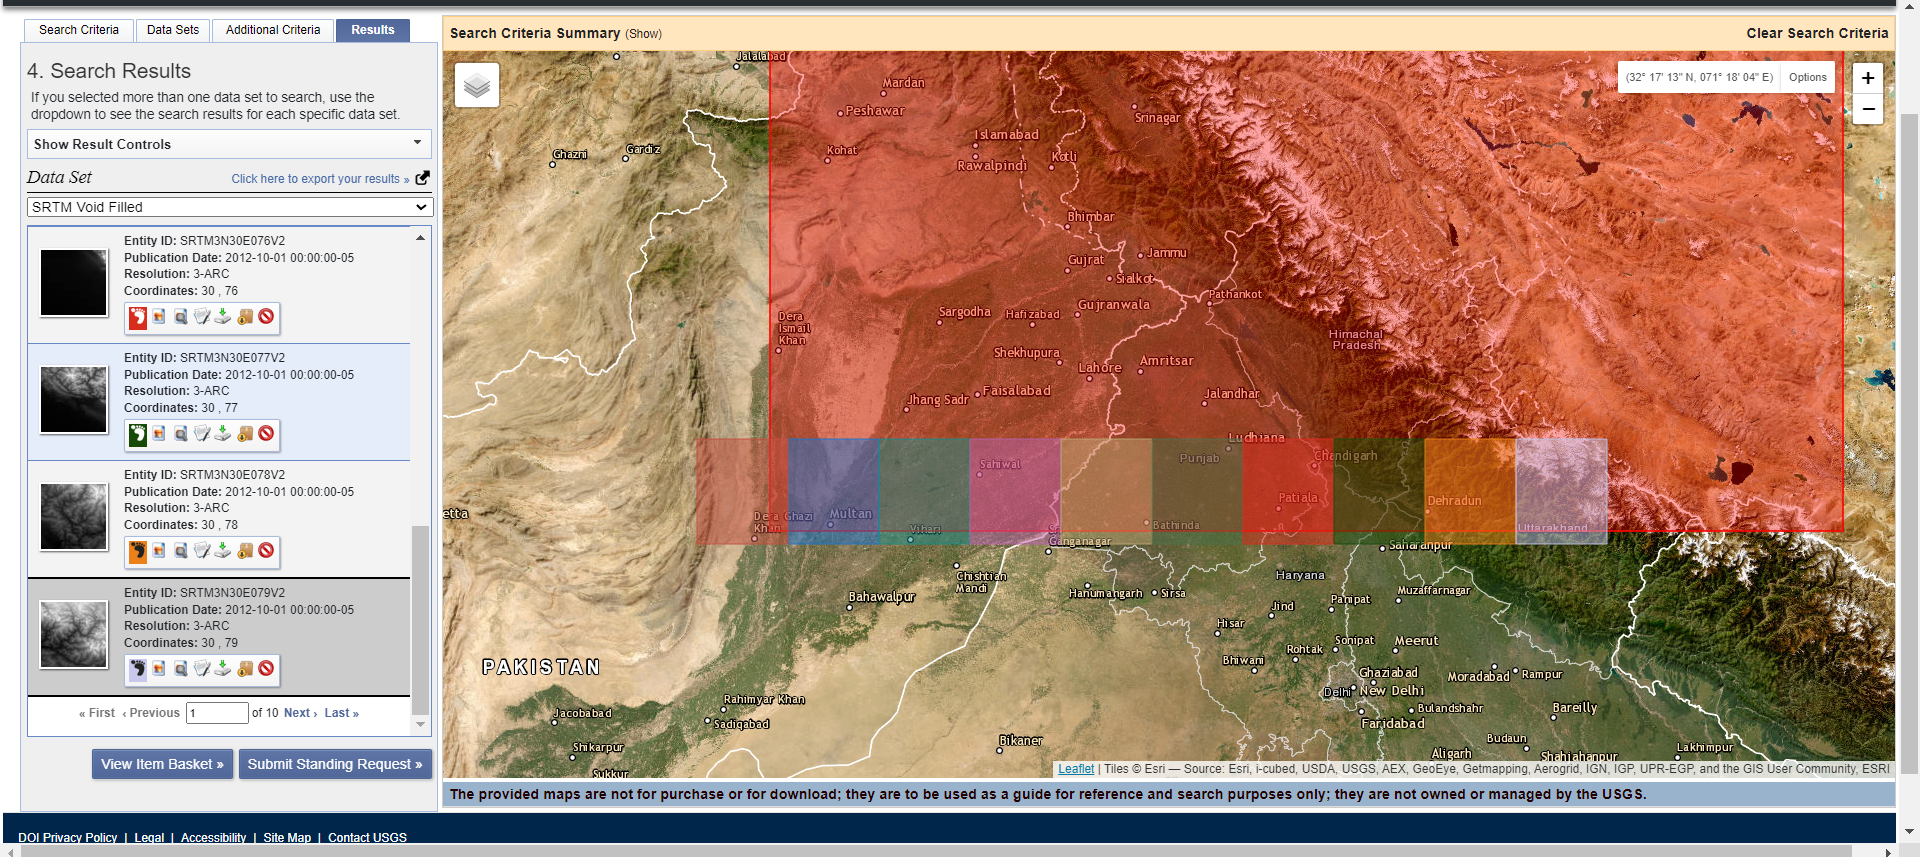 Search Criteria
Data Sets
Additional Criteria
Results
4. Search Results
If you selected more than one data set to search, use the
dropdown to see the search results for each specific data set.
Show Result Controls
Data Set
Click here to export your results »
SRTM Void Filled
Entity ID: SRTM3N30E076V2
Publication Date: 2012-10-01 00:00:00-05
Resolution: 3-ARC
Coordinates: 30 , 76
Entity ID: SRTM3N30E077V2
Publication Date: 2012-10-01 00:00:00-05
Resolution: 3-ARC
Coordinates: 30 , 77
Entity ID: SRTM3N30E078V2
Publication Date: 2012-10-01 00:00:00-05
Resolution: 3-ARC
Coordinates: 30 , 78
Entity ID: SRTM3N30E079V2
Publication Date: 2012-10-01 00:00:00-05
Resolution: 3-ARC
Coordinates: 30 , 79
« First ‹ Previous 1 of 10 Next › Last »
View Item Basket »
Submit Standing Request »
Search Criteria Summary (Show)
Clear Search Criteria
(32° 17' 13" N, 071° 18' 04" E)
Options
+
−
Jalalabad
Mardan
Peshawar
Srinagar
Islamabad
Ghazni
Gardiz
Kohat
Rawalpindi
Kotli
Bhimbar
Jammu
Gujrat
Sialkot
Pathankot
Gujranwala
Sargodha
Hafizabad
Dera
Ismail
Khan
Himachal
Pradesh
Shekhupura
Lahore
Amritsar
Faisalabad
Jhang Sadr
Jalandhar
Ludhiana
Sahiwal
Punjab
Chandigarh
Patiala
Dehradun
etta
Dera Ghazi
Khan
Multan
Vihari
Bathinda
Uttarakhand
Sri
Ganganagar
Saharanpur
Chishtian
Mandi
Haryana
Bahawalpur
Hanumangarh
Sirsa
Panipat
Muzaffarnagar
Jind
Hisar
Sonipat
Meerut
Rohtak
Bhiwani
PAKISTAN
Ghaziabad
Moradabad
Rampur
Delhi
New Delhi
Rahimyar Khan
Bulandshahr
Bareilly
Jacobabad
Sadiqabad
Faridabad
Bikaner
Budaun
Shikarpur
Aligarh
Shahjahanpur
Lakhimpur
Sukkur
Leaflet | Tiles © Esri — Source: Esri, i-cubed, USDA, USGS, AEX, GeoEye, Getmapping, Aerogrid, IGN, IGP, UPR-EGP, and the GIS User Community, ESRI
The provided maps are not for purchase or for download; they are to be used as a guide for reference and search purposes only; they are not owned or managed by the USGS.
DOI Privacy Policy | Legal | Accessibility | Site Map | Contact USGS